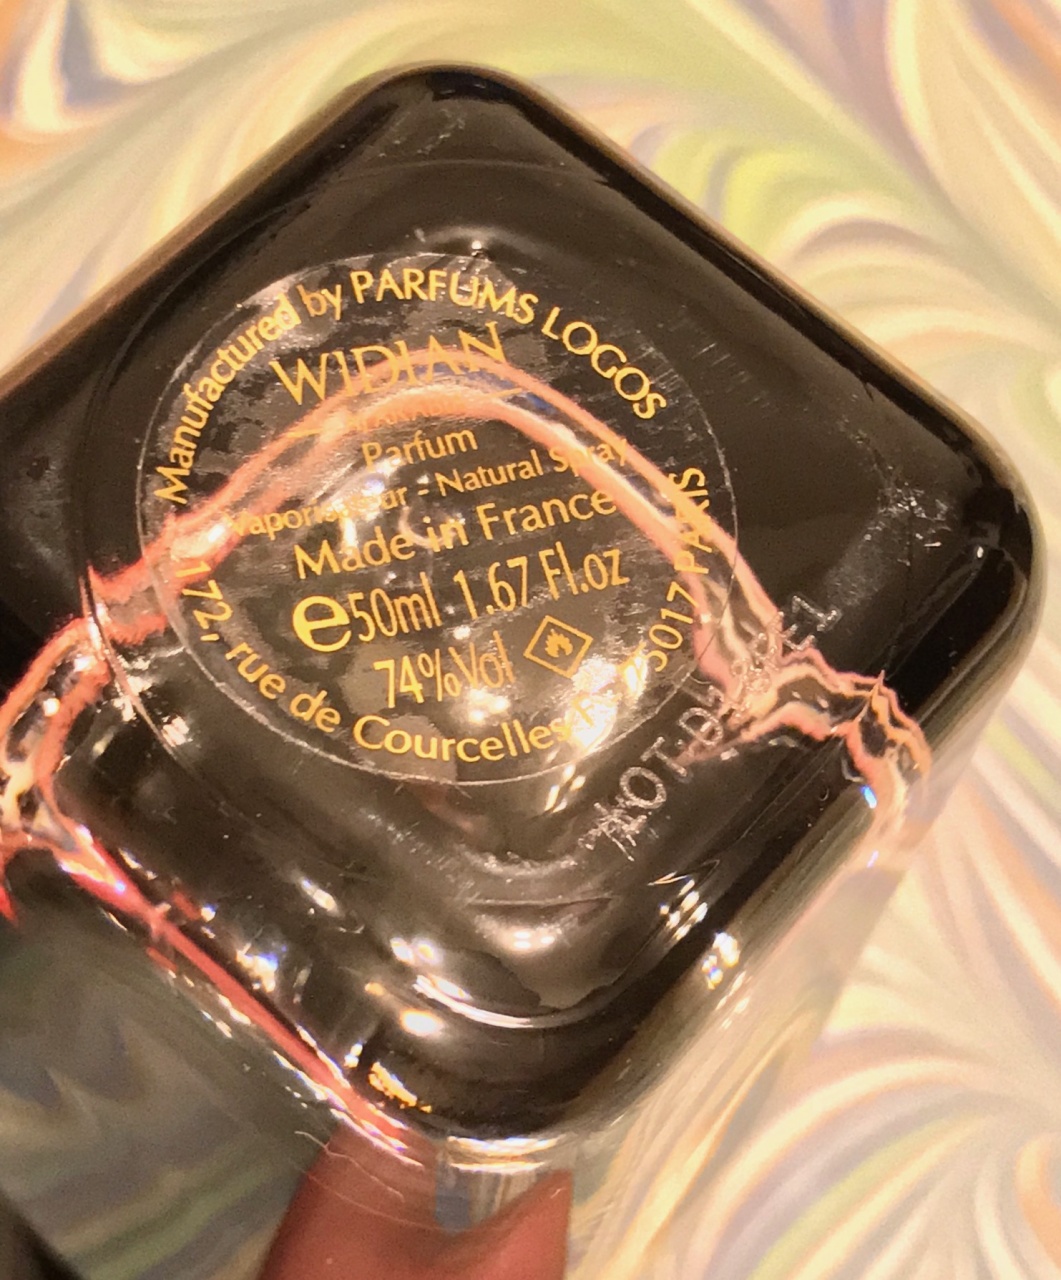 Manufactured by PARFUMS LOGOS
WIDIAN
Parfum
Vaporisateur - Natural Spray
Made in France
e50ml 1.67 Fl.oz
74%Vol
172, rue de Courcelles F- 75017 PARIS